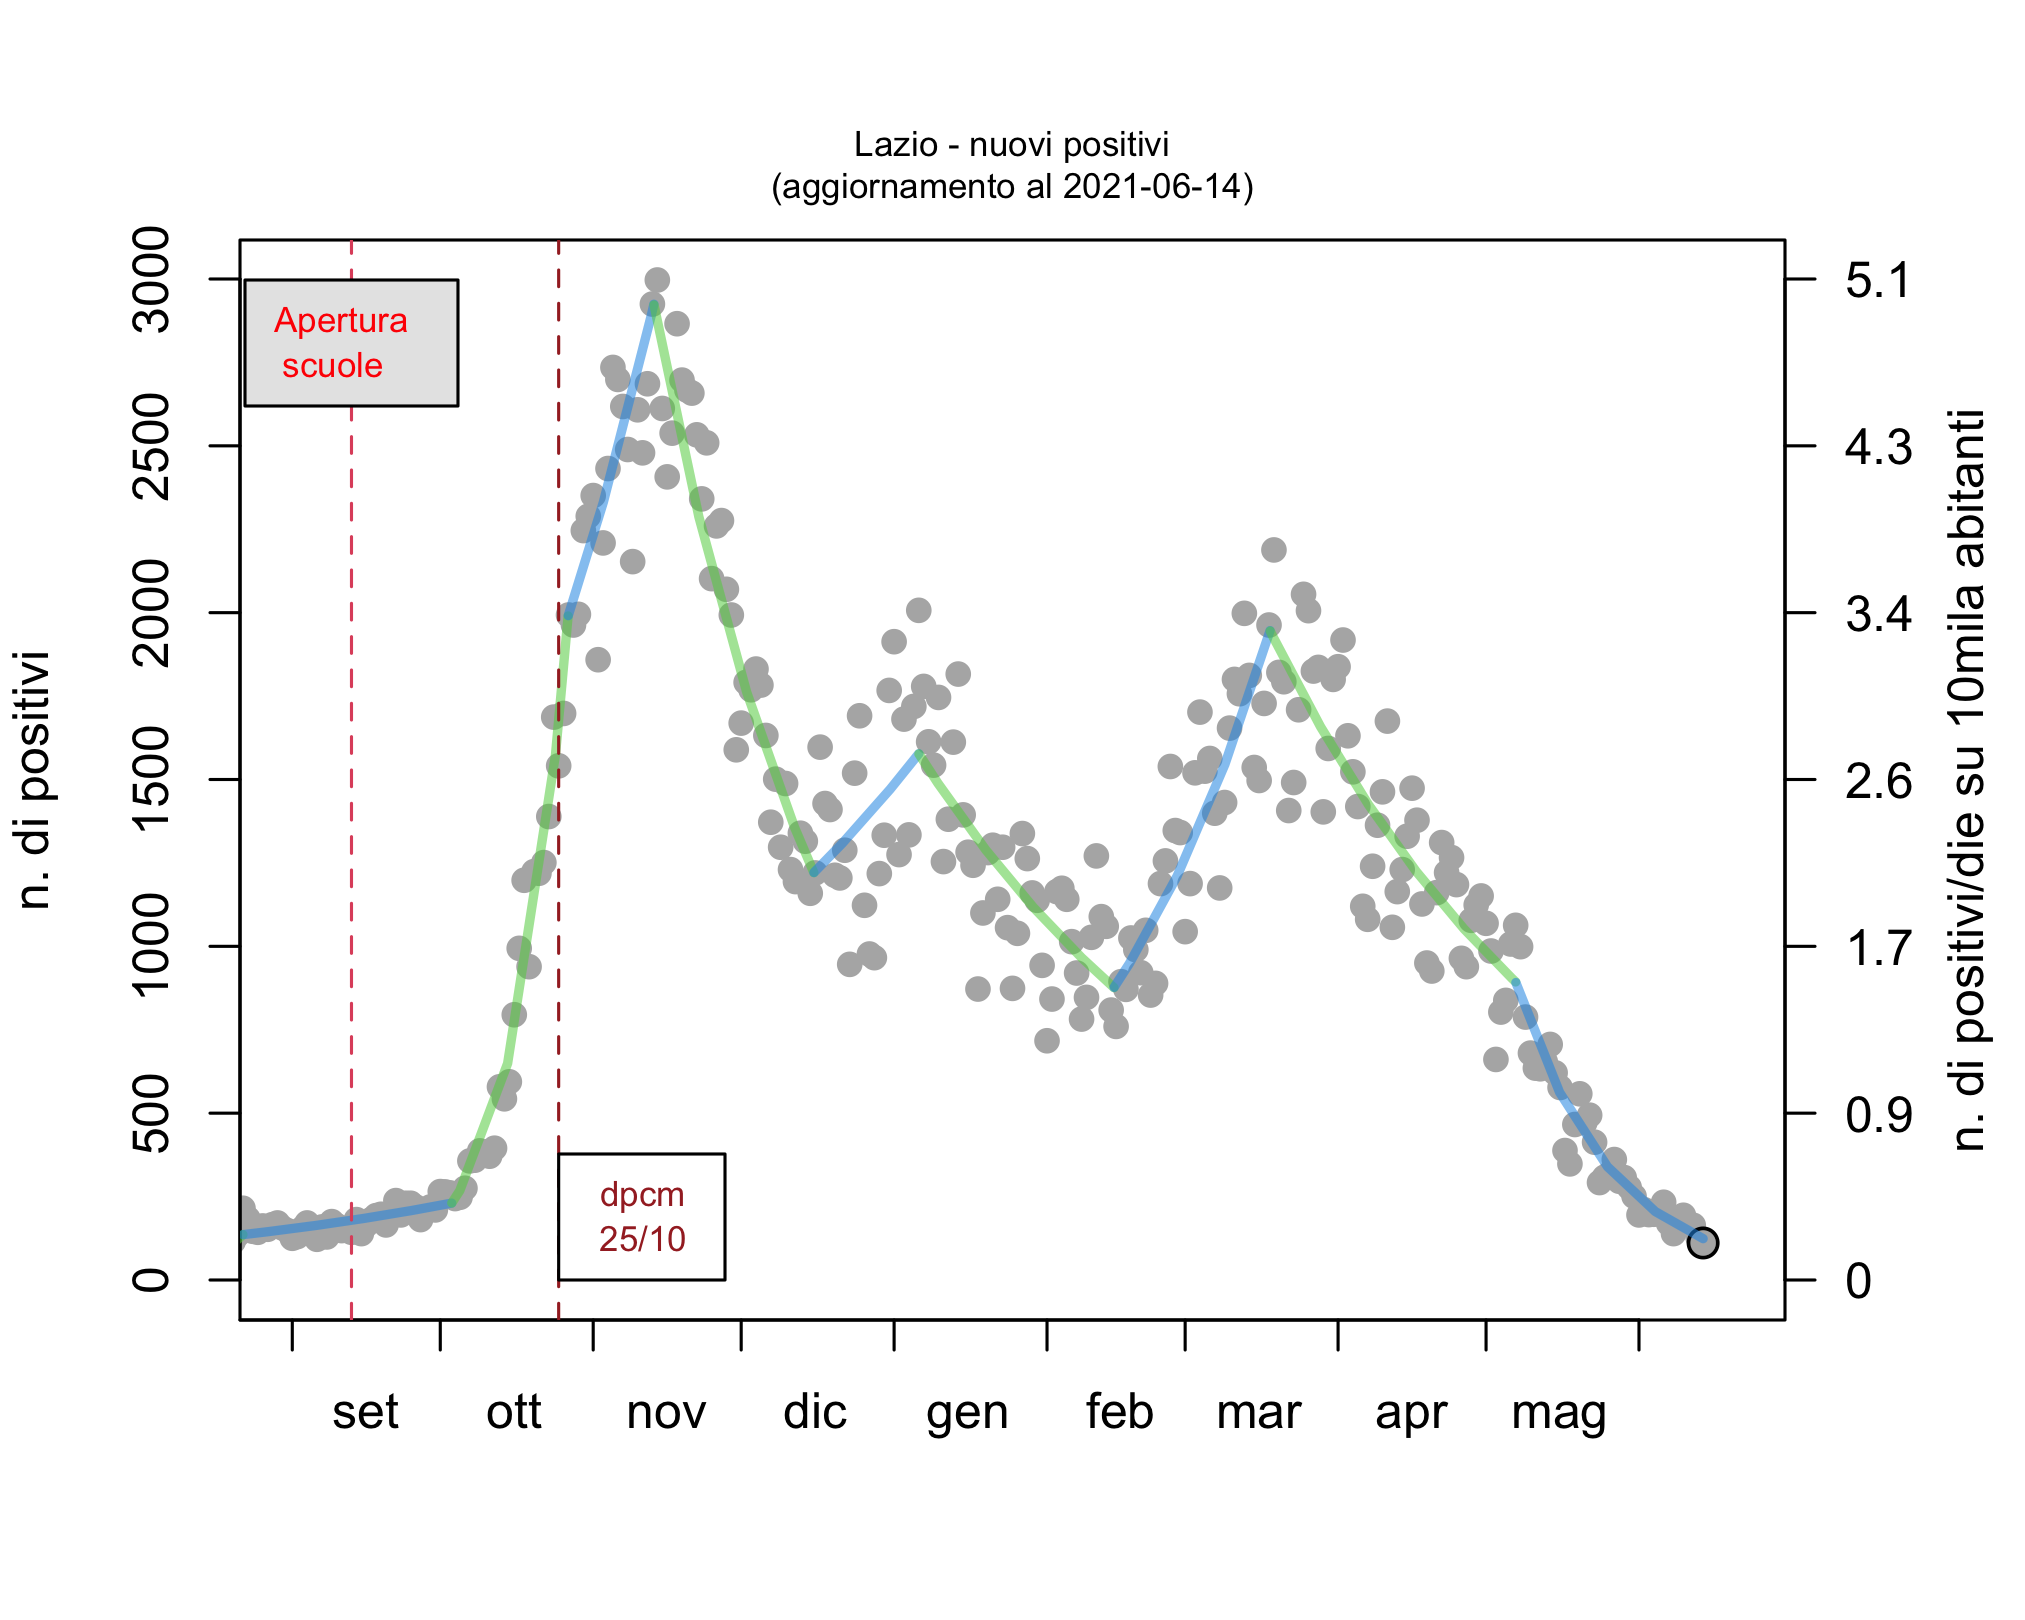 Lazio - nuovi positivi
(aggiornamento al 2021-06-14)
n. di positivi
3000
2500
2000
1500
1000
500
0
Apertura
scuole
dpcm
25/10
5.1
4.3
3.4
2.6
1.7
0.9
0
n. di positivi/die su 10mila abitanti
set ott nov dic gen feb mar apr mag